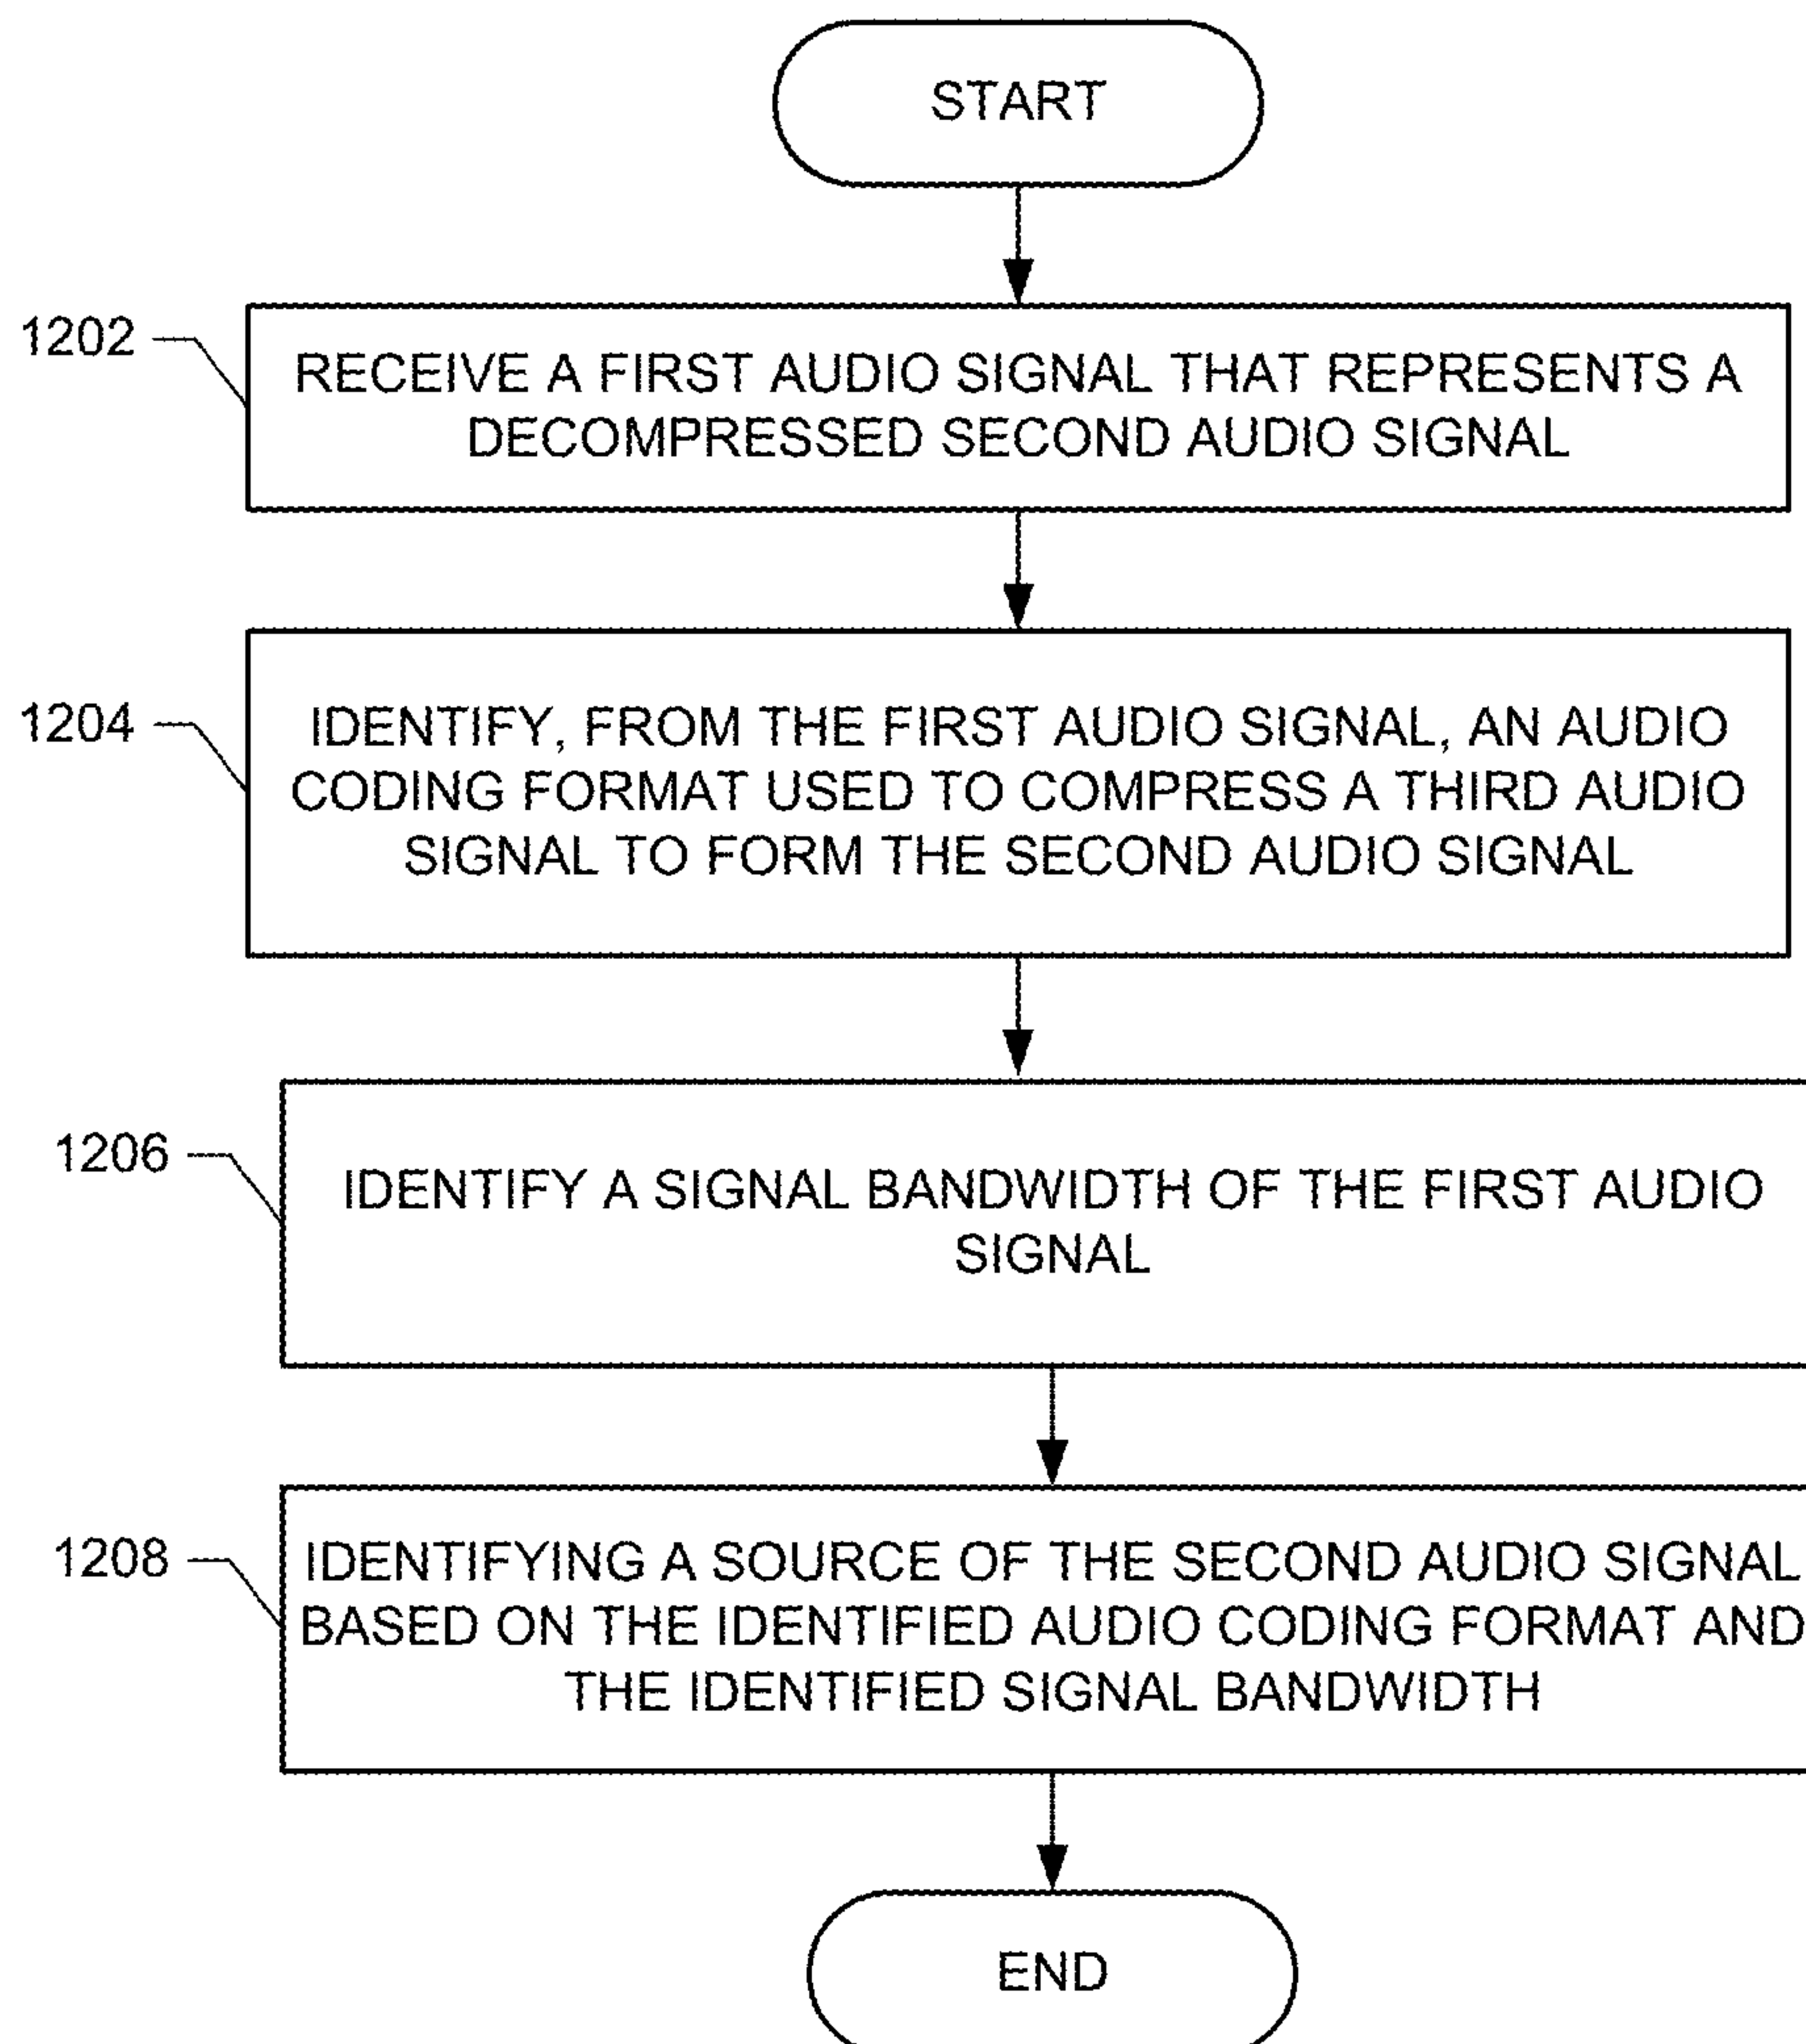 START
1202
RECEIVE A FIRST AUDIO SIGNAL THAT REPRESENTS A
DECOMPRESSED SECOND AUDIO SIGNAL
1204
IDENTIFY, FROM THE FIRST AUDIO SIGNAL, AN AUDIO
CODING FORMAT USED TO COMPRESS A THIRD AUDIO
SIGNAL TO FORM THE SECOND AUDIO SIGNAL
1206
IDENTIFY A SIGNAL BANDWIDTH OF THE FIRST AUDIO
SIGNAL
1208
IDENTIFYING A SOURCE OF THE SECOND AUDIO SIGNAL
BASED ON THE IDENTIFIED AUDIO CODING FORMAT AND
THE IDENTIFIED SIGNAL BANDWIDTH
END